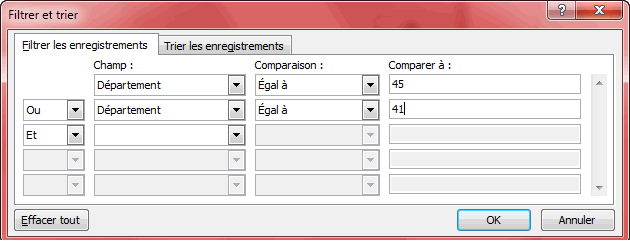 Filtrer et trier
Filtrer les enregistrements Trier les enregistrements
Champ : Comparaison : Comparer à :
Département Égal à 45
Ou Département Égal à 41
Et
Effacer tout OK Annuler